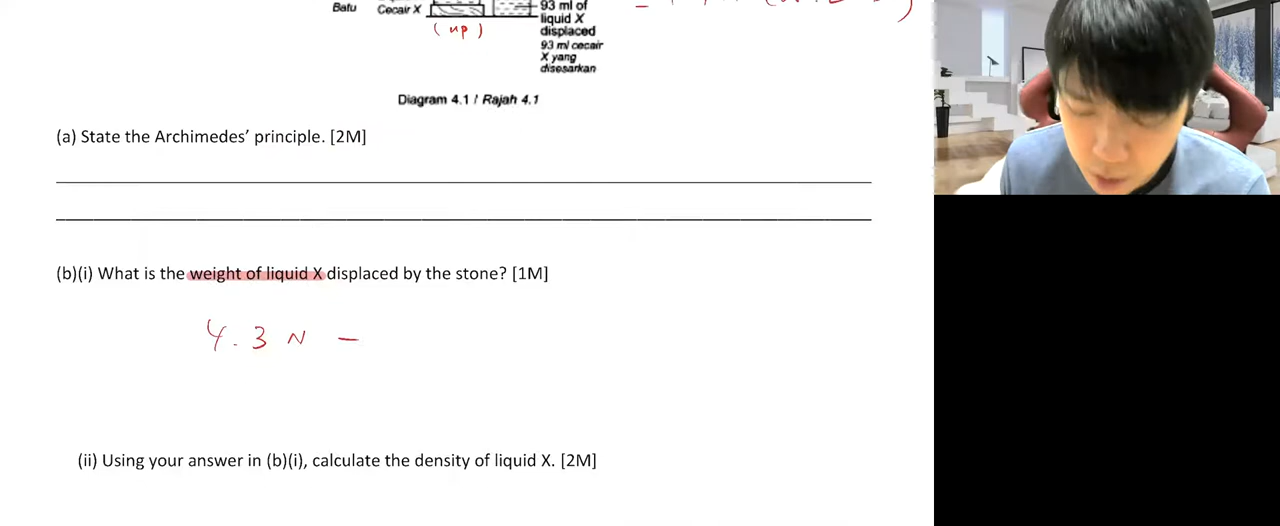 Batu
Cecair X
( up )
93 ml of
liquid X
displaced
93 ml cecair
X yang
disesarkan
Diagram 4.1 / Rajah 4.1
(a) State the Archimedes' principle. [2M]
(b)(i) What is the weight of liquid X displaced by the stone? [1M]
4.3 N -
(ii) Using your answer in (b)(i), calculate the density of liquid X. [2M]